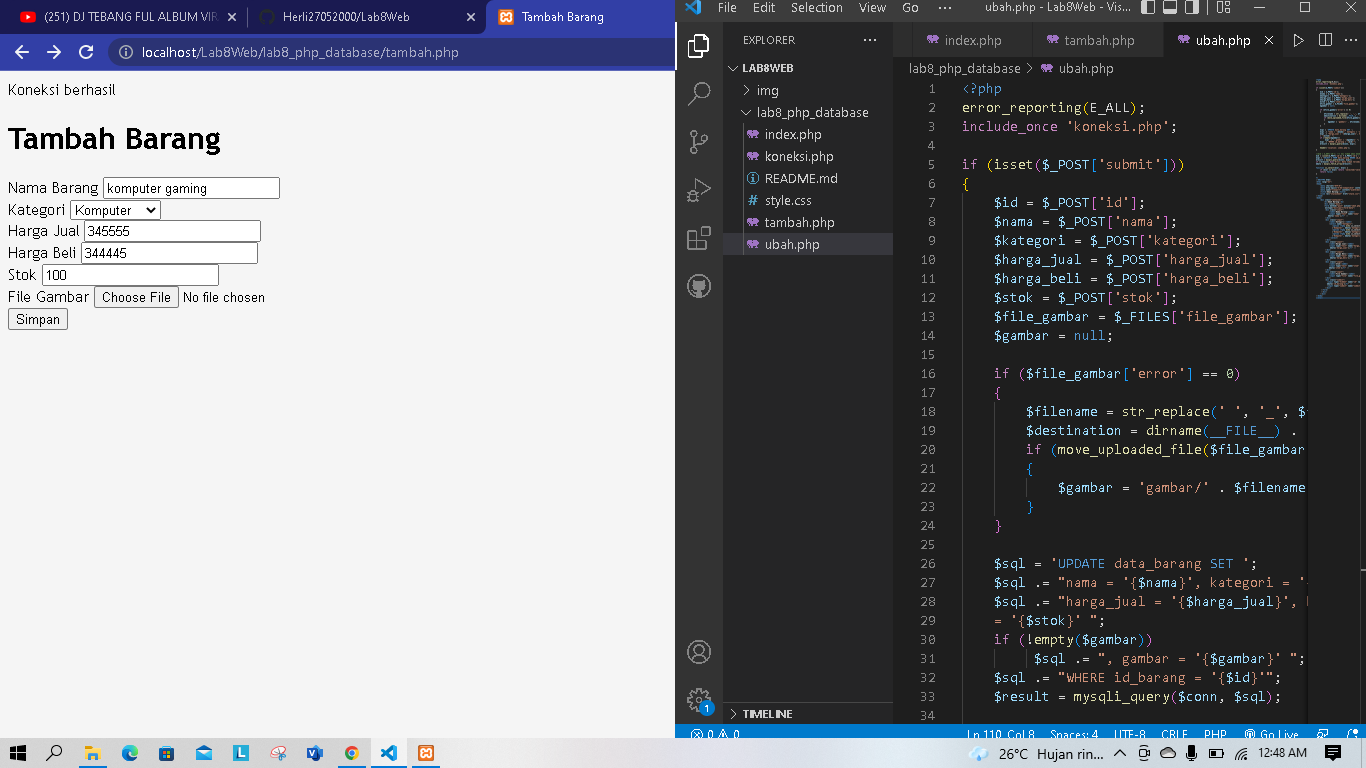 (251) DJ TEBANG FUL ALBUM VIR
Herli27052000/Lab8Web
Tambah Barang
localhost/Lab8Web/lab8_php_database/tambah.php
Koneksi berhasil
Tambah Barang
Nama Barang komputer gaming
Kategori Komputer
Harga Jual 345555
Harga Beli 344445
Stok 100
File Gambar Choose File No file chosen
Simpan
File Edit Selection View Go ··· ubah.php - Lab8Web - Vis...
EXPLORER ···
LAB8WEB
img
lab8_php_database
index.php
koneksi.php
README.md
style.css
tambah.php
ubah.php
TIMELINE
index.php tambah.php ubah.php
lab8_php_database > ubah.php
1 <?php
2 error_reporting(E_ALL);
3 include_once 'koneksi.php';
4
5 if (isset($_POST['submit']))
6 {
7 $id = $_POST['id'];
8 $nama = $_POST['nama'];
9 $kategori = $_POST['kategori'];
10 $harga_jual = $_POST['harga_jual'];
11 $harga_beli = $_POST['harga_beli'];
12 $stok = $_POST['stok'];
13 $file_gambar = $_FILES['file_gambar'];
14 $gambar = null;
15
16 if ($file_gambar['error'] == 0)
17 {
18 $filename = str_replace(' ', '_', $
19 $destination = dirname(__FILE__) .
20 if (move_uploaded_file($file_gambar
21 {
22 $gambar = 'gambar/' . $filename
23 }
24 }
25
26 $sql = 'UPDATE data_barang SET ';
27 $sql .= "nama = '{$nama}', kategori = '
28 $sql .= "harga_jual = '{$harga_jual}',
29 = '{$stok}' ";
30 if (!empty($gambar))
31 $sql .= ", gambar = '{$gambar}' ";
32 $sql .= "WHERE id_barang = '{$id}'";
33 $result = mysqli_query($conn, $sql);
34
0 0 Ln 110, Col 8 Spaces: 4 UTF-8 CRLF PHP Go Live
1
26°C Hujan rin... 12:48 AM